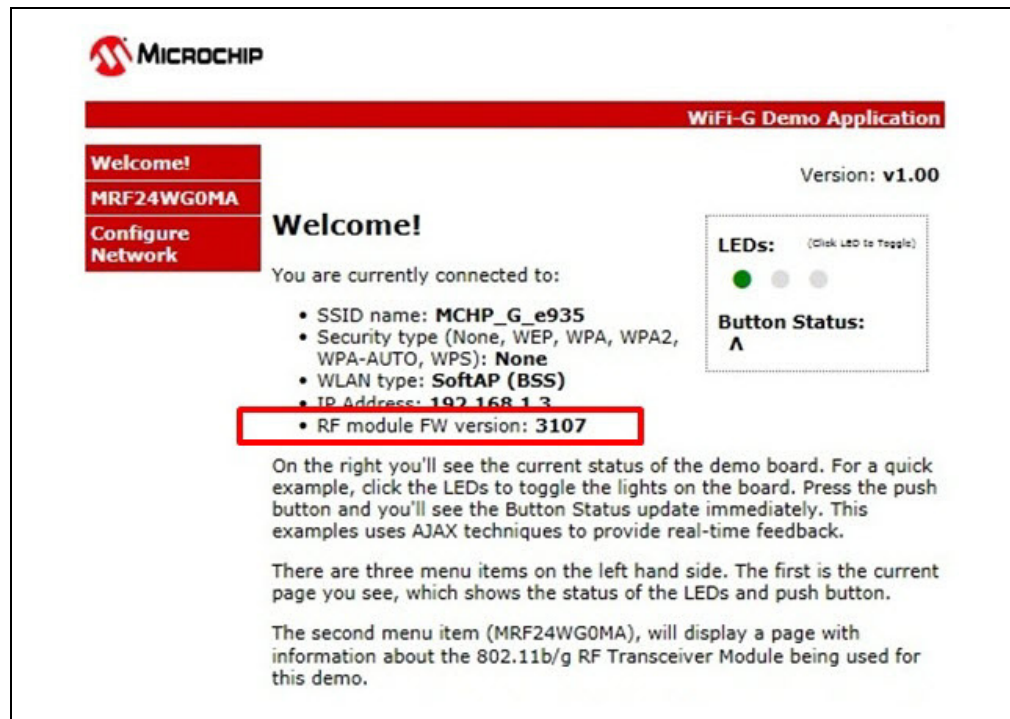 MICROCHIP
WiFi-G Demo Application
Welcome!
MRF24WG0MA
Configure
Network
Version: v1.00
Welcome!
You are currently connected to:
• SSID name: MCHP_G_e935
• Security type (None, WEP, WPA, WPA2,
WPA-AUTO, WPS): None
• WLAN type: SoftAP (BSS)
• IP Address: 192.168.1.3
• RF module FW version: 3107
LEDs: (Click LED to Toggle)
Button Status:
Λ
On the right you'll see the current status of the demo board. For a quick
example, click the LEDs to toggle the lights on the board. Press the push
button and you'll see the Button Status update immediately. This
examples uses AJAX techniques to provide real-time feedback.
There are three menu items on the left hand side. The first is the current
page you see, which shows the status of the LEDs and push button.
The second menu item (MRF24WG0MA), will display a page with
information about the 802.11b/g RF Transceiver Module being used for
this demo.